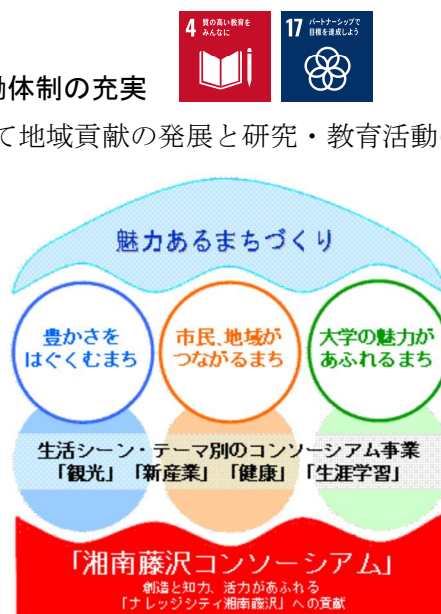 4 質の高い教育を
みんなに
17 パートナーシップで
目標を達成しよう
働体制の充実
て地域貢献の発展と研究・教育活動
魅力あるまちづくり
豊かさを
はぐくむまち
市民、地域が
つながるまち
大学の魅力が
あふれるまち
生活シーン・テーマ別のコンソーシアム事業
「観光」「新産業」「健康」「生涯学習」
「湘南藤沢コンソーシアム」
創造と知力、活力があふれる
「ナレッジシティ湘南藤沢」への貢献